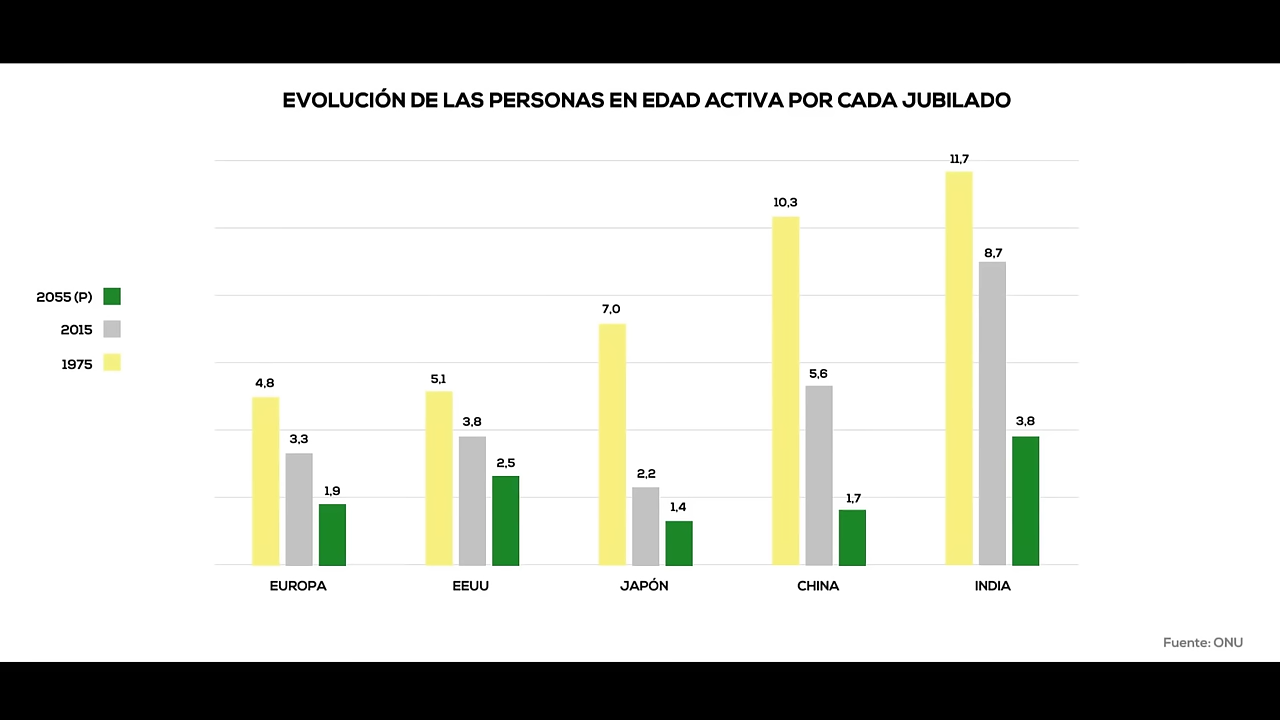 EVOLUCIÓN DE LAS PERSONAS EN EDAD ACTIVA POR CADA JUBILADO
2055 (P)
2015
1975
4,8
3,3
1,9
5,1
3,8
2,5
7,0
2,2
1,4
10,3
5,6
1,7
11,7
8,7
3,8
EUROPA
EEUU
JAPÓN
CHINA
INDIA
Fuente: ONU